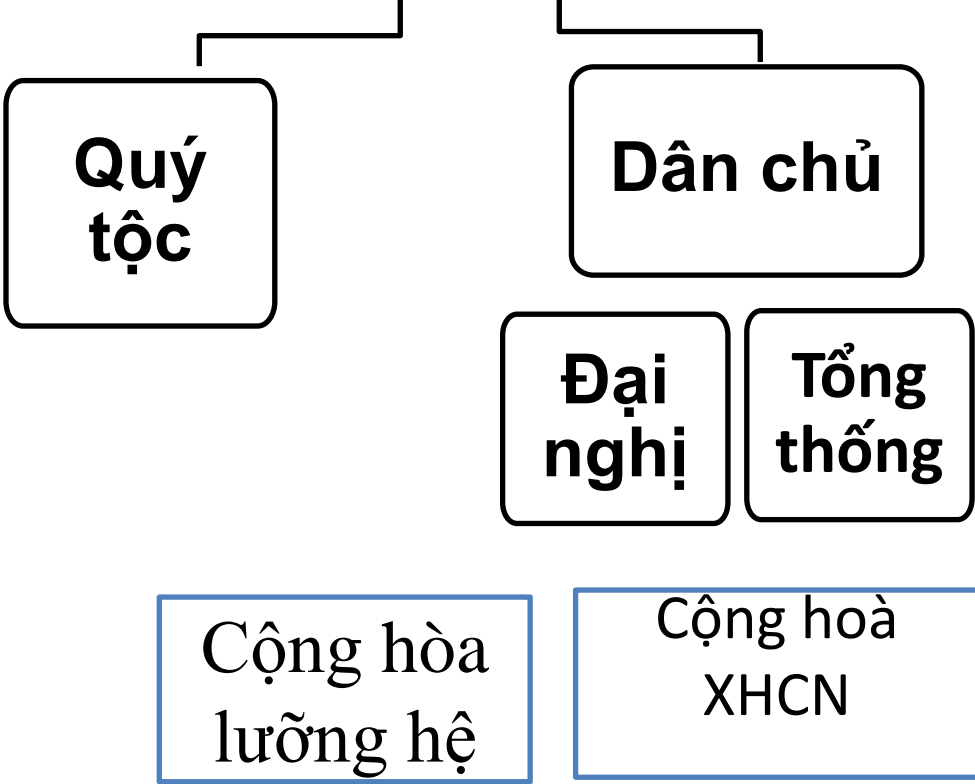 Quý
tộc
Dân chủ
Đại
nghị
Tổng
thống
Cộng hòa
lưỡng hệ
Cộng hoà
XHCN